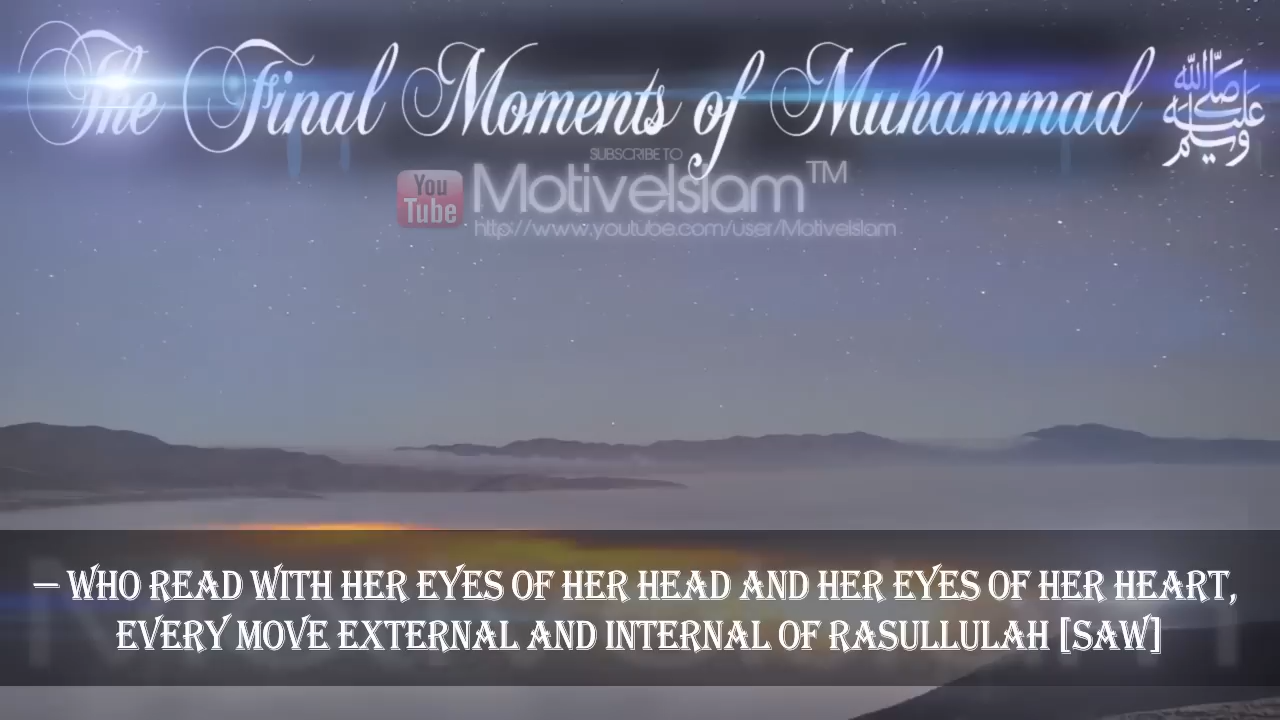 The Final Moments of Muhammad صلى الله عليه وسلم
SUBSCRIBE TO
You Tube MotiveIslam™
http://www.youtube.com/user/MotiveIslam
– WHO READ WITH HER EYES OF HER HEAD AND HER EYES OF HER HEART,
EVERY MOVE EXTERNAL AND INTERNAL OF RASULLULAH [SAW]